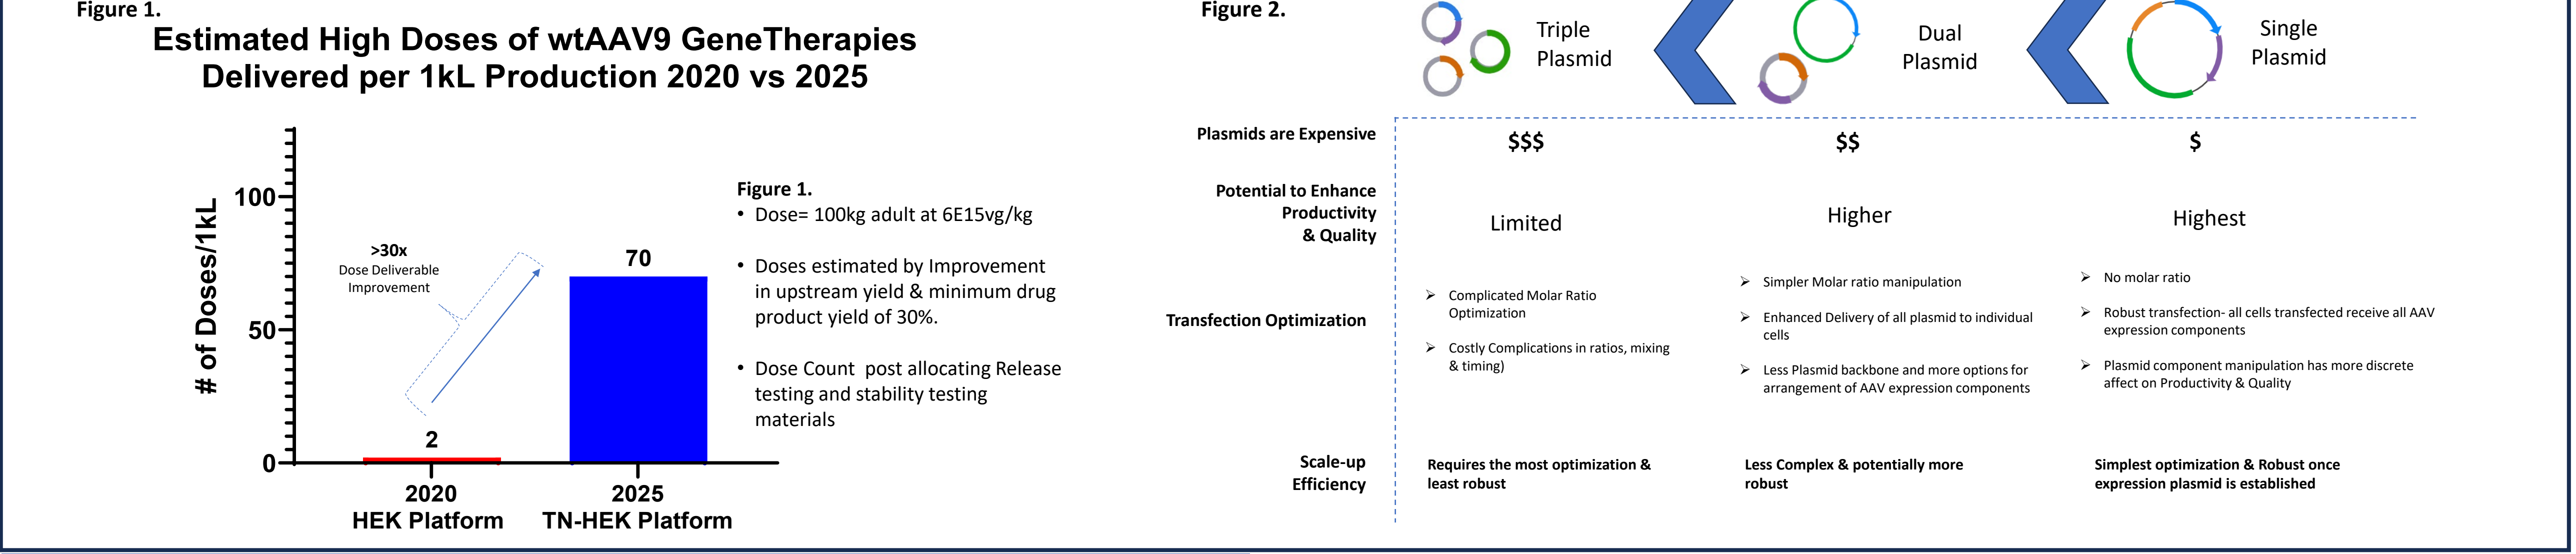 Figure 1.
Estimated High Doses of wtAAV9 GeneTherapies
Delivered per 1kL Production 2020 vs 2025
# of Doses/1kL
100
50
0
>30x
Dose Deliverable
Improvement
2
70
2020
HEK Platform
2025
TN-HEK Platform
Figure 1.
• Dose= 100kg adult at 6E15vg/kg
• Doses estimated by Improvement
in upstream yield & minimum drug
product yield of 30%.
• Dose Count post allocating Release
testing and stability testing
materials
Figure 2.
Triple
Plasmid
Dual
Plasmid
Single
Plasmid
Plasmids are Expensive
$$$
$$
$
Potential to Enhance
Productivity
& Quality
Limited
Higher
Highest
Transfection Optimization
➢ Complicated Molar Ratio
Optimization
➢ Costly Complications in ratios, mixing
& timing)
➢ Simpler Molar ratio manipulation
➢ Enhanced Delivery of all plasmid to individual
cells
➢ Less Plasmid backbone and more options for
arrangement of AAV expression components
➢ No molar ratio
➢ Robust transfection- all cells transfected receive all AAV
expression components
➢ Plasmid component manipulation has more discrete
affect on Productivity & Quality
Scale-up
Efficiency
Requires the most optimization &
least robust
Less Complex & potentially more
robust
Simplest optimization & Robust once
expression plasmid is established